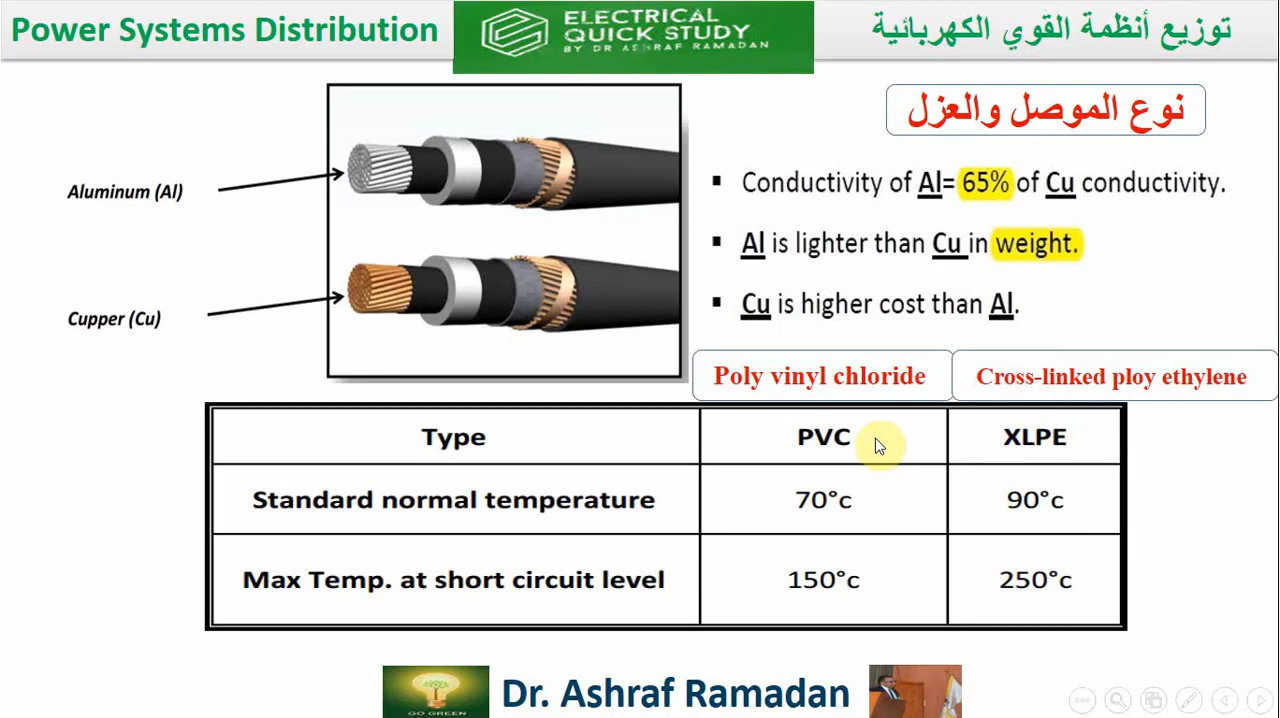 Power Systems Distribution
ELECTRICAL
QUICK STUDY
BY DR ASHRAF RAMADAN
توزيع أنظمة القوي الكهربائية
نوع الموصل والعزل
Aluminum (Al)
Cupper (Cu)
▪ Conductivity of Al= 65% of Cu conductivity.
▪ Al is lighter than Cu in weight.
▪ Cu is higher cost than Al.
Poly vinyl chloride
Cross-linked ploy ethylene
Type PVC XLPE
Standard normal temperature 70°c 90°c
Max Temp. at short circuit level 150°c 250°c
GO GREEN
Dr. Ashraf Ramadan